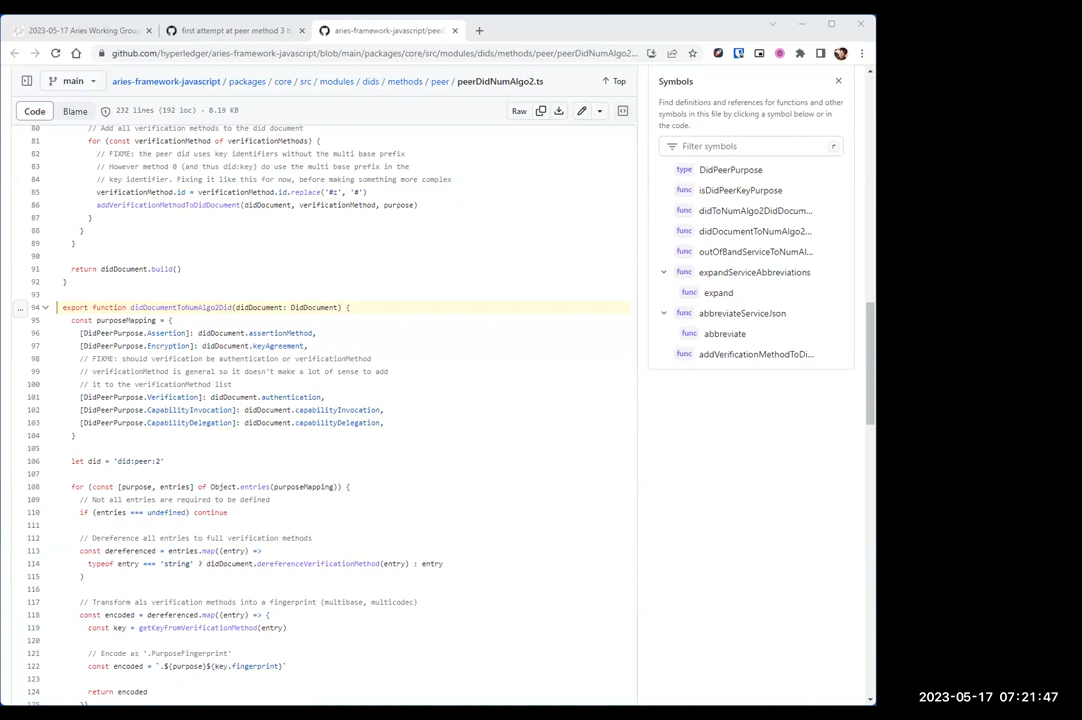 2023-05-17 Aries Working Grou
first attempt at peer method 3 b
aries-framework-javascript/peer
github.com/hyperledger/aries-framework-javascript/blob/main/packages/core/src/modules/dids/methods/peer/peerDidNumAlgo2...
main
aries-framework-javascript / packages / core / src / modules / dids / methods / peer / peerDidNumAlgo2.ts
Top
Code
Blame
232 lines (192 loc) · 8.19 KB
Raw
80 // Add all verification methods to the did document
81 for (const verificationMethod of verificationMethods) {
82 // FIXME: the peer did uses key identifiers without the multi base prefix
83 // However method 0 (and thus did:key) do use the multi base prefix in the
84 // key identifier. Fixing it like this for now, before making something more complex
85 verificationMethod.id = verificationMethod.id.replace('#z', '#')
86 addVerificationMethodToDidDocument(didDocument, verificationMethod, purpose)
87 }
88 }
89 }
90
91 return didDocument.build()
92 }
93
... 94 export function didDocumentToNumAlgo2Did(didDocument: DidDocument) {
95 const purposeMapping = {
96 [DidPeerPurpose.Assertion]: didDocument.assertionMethod,
97 [DidPeerPurpose.Encryption]: didDocument.keyAgreement,
98 // FIXME: should verification be authentication or verificationMethod
99 // verificationMethod is general so it doesn't make a lot of sense to add
100 // it to the verificationMethod list
101 [DidPeerPurpose.Verification]: didDocument.authentication,
102 [DidPeerPurpose.CapabilityInvocation]: didDocument.capabilityInvocation,
103 [DidPeerPurpose.CapabilityDelegation]: didDocument.capabilityDelegation,
104 }
105
106 let did = 'did:peer:2'
107
108 for (const [purpose, entries] of Object.entries(purposeMapping)) {
109 // Not all entries are required to be defined
110 if (entries === undefined) continue
111
112 // Dereference all entries to full verification methods
113 const dereferenced = entries.map((entry) =>
114 typeof entry === 'string' ? didDocument.dereferenceVerificationMethod(entry) : entry
115 )
116
117 // Transform als verification methods into a fingerprint (multibase, multicodec)
118 const encoded = dereferenced.map((entry) => {
119 const key = getKeyFromVerificationMethod(entry)
120
121 // Encode as '.PurposeFingerprint'
122 const encoded = `.${purpose}${key.fingerprint}`
123
124 return encoded
125 })
Symbols
Find definitions and references for functions and other
symbols in this file by clicking a symbol below or in
the code.
Filter symbols
r
type DidPeerPurpose
func isDidPeerKeyPurpose
func didToNumAlgo2DidDocum...
func didDocumentToNumAlgo2...
func outOfBandServiceToNumAl...
func expandServiceAbbreviations
func expand
func abbreviateServiceJson
func abbreviate
func addVerificationMethodToDi...
2023-05-17 07:21:47